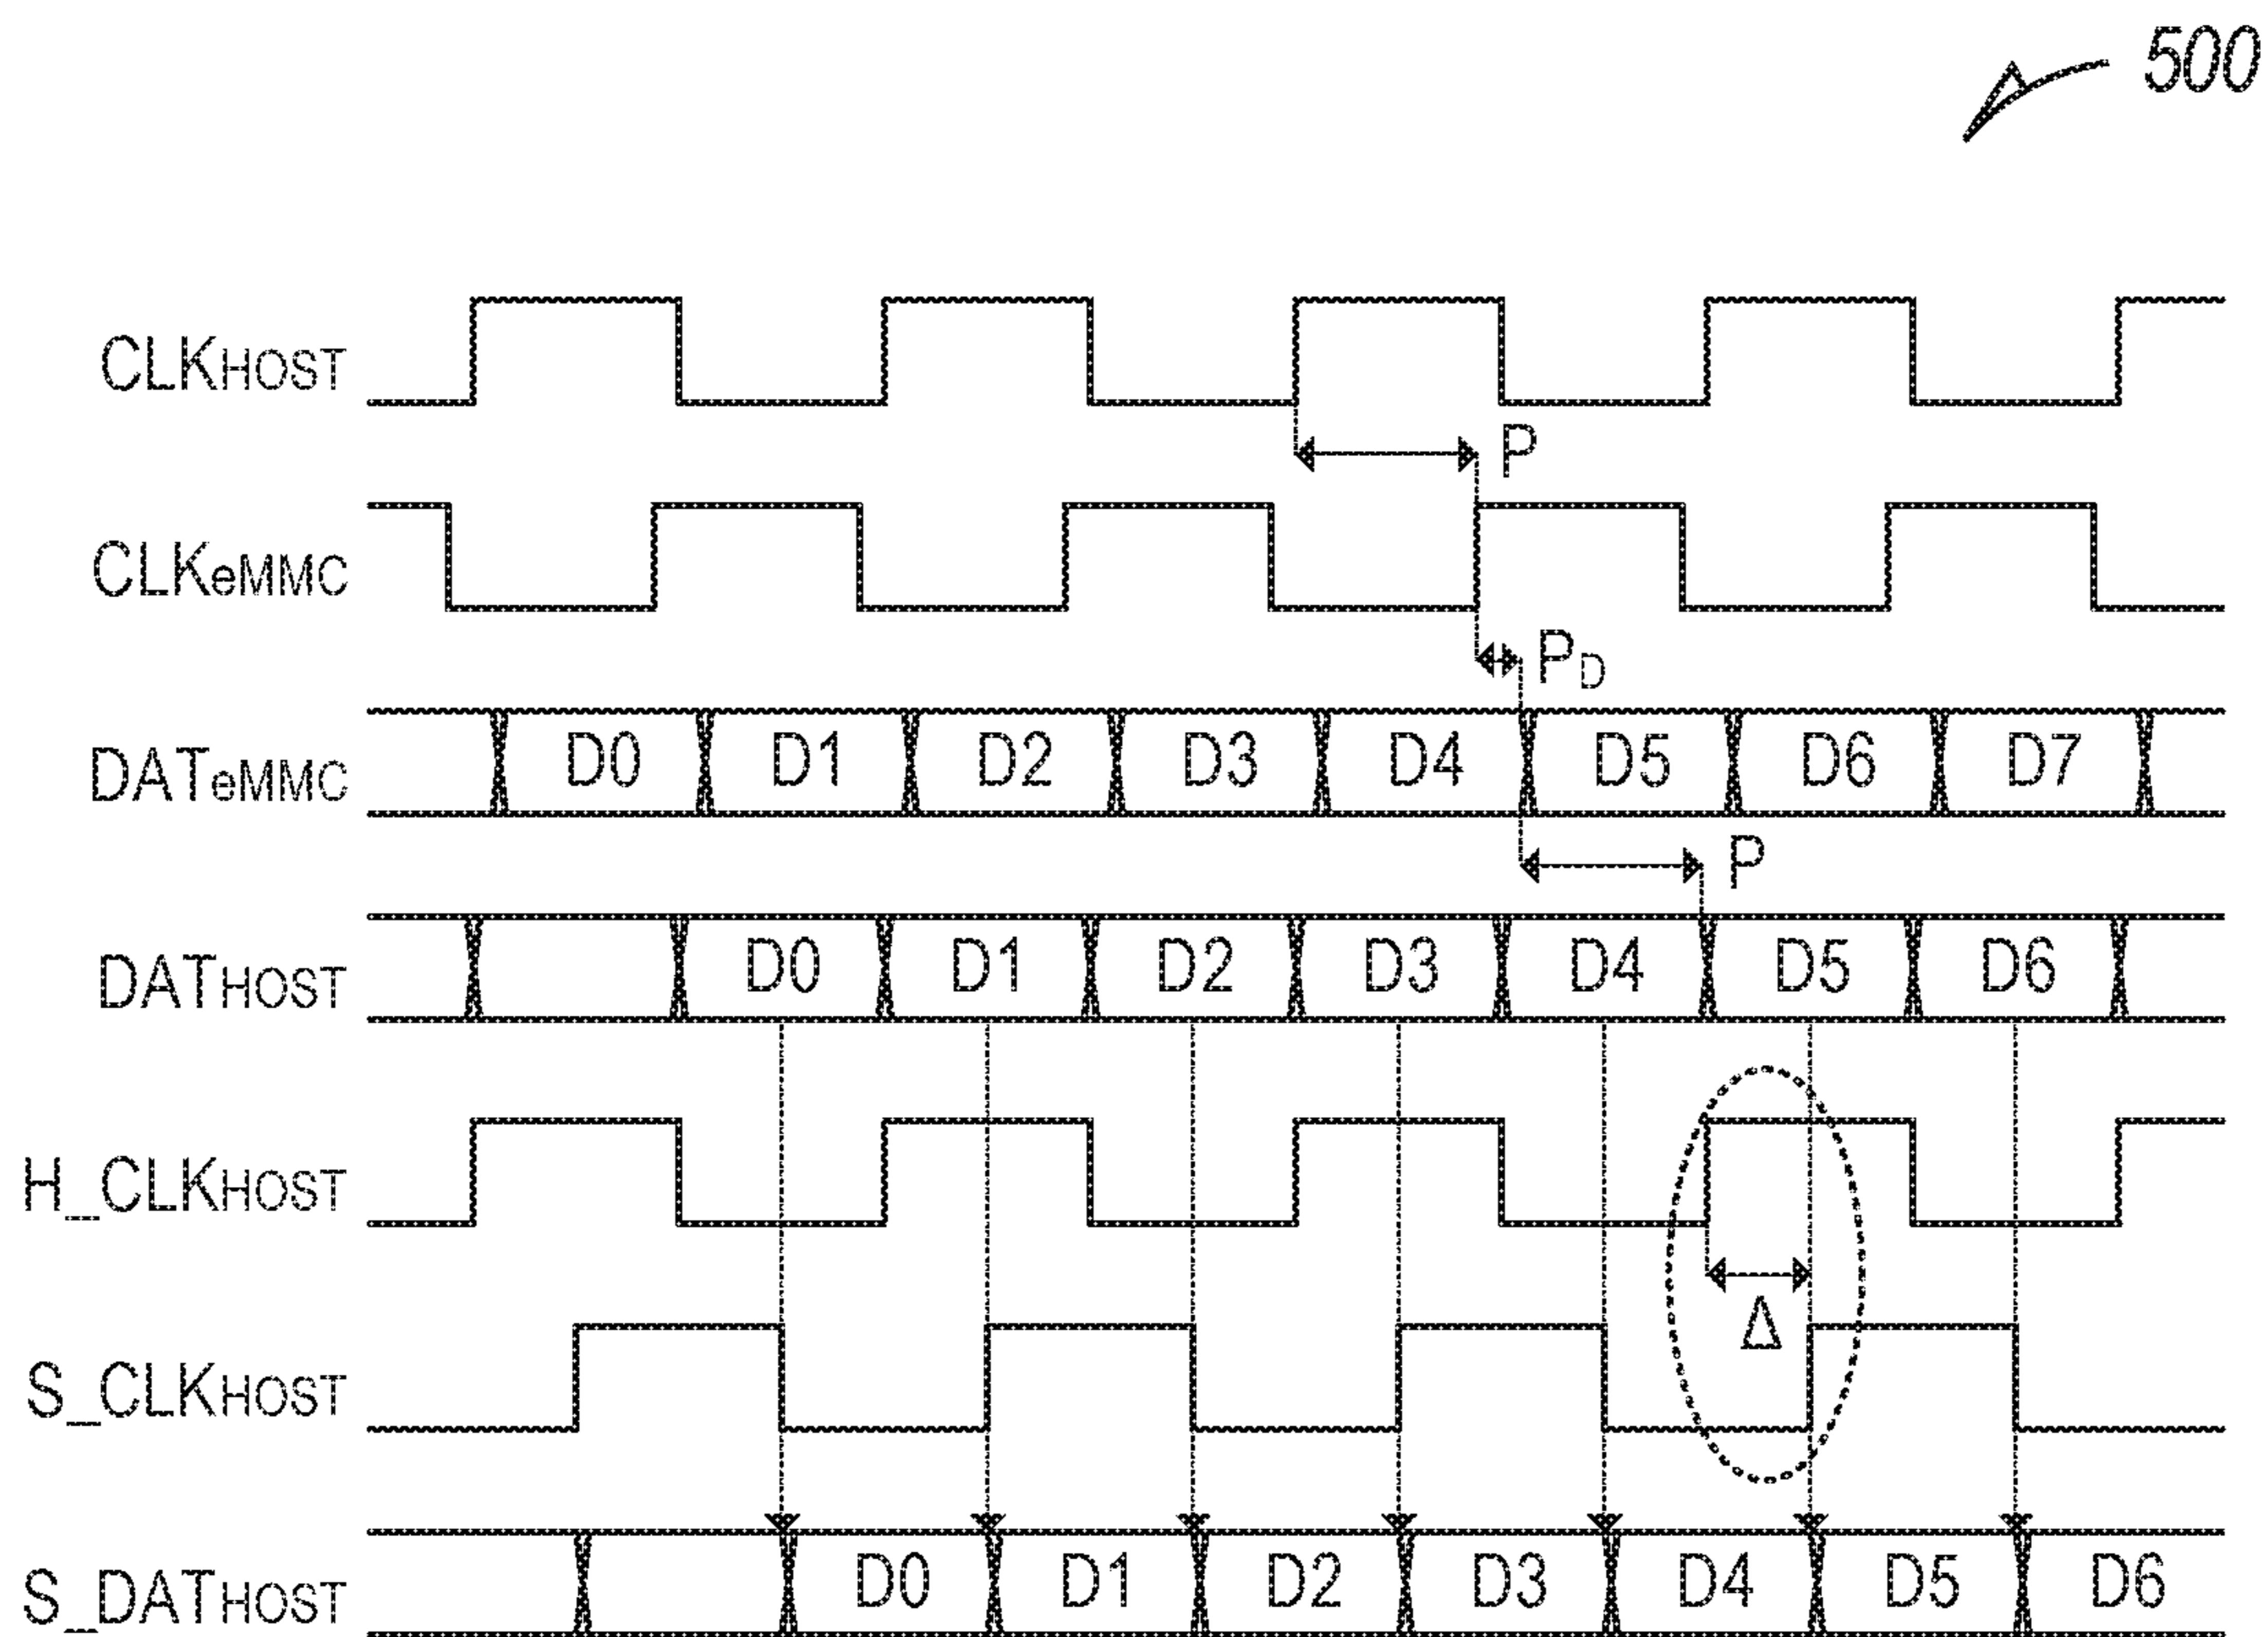 500
CLKHOST
P
CLKeMMC
PD
DATeMMC D0 D1 D2 D3 D4 D5 D6 D7
P
DATHOST D0 D1 D2 D3 D4 D5 D6
H_CLKHOST
Δ
S_CLKHOST
S_DATHOST D0 D1 D2 D3 D4 D5 D6